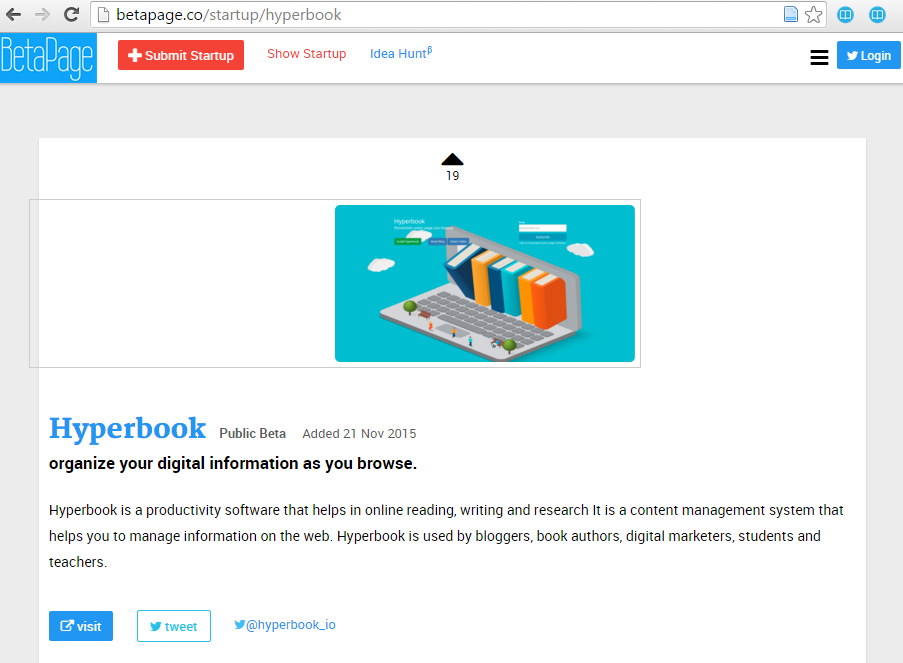 betapage.co/startup/hyperbook
BetaPage
Submit Startup
Show Startup
Idea Huntβ
Login
19
Hyperbook
Hyperbook Public Beta Added 21 Nov 2015
organize your digital information as you browse.
Hyperbook is a productivity software that helps in online reading, writing and research It is a content management system that
helps you to manage information on the web. Hyperbook is used by bloggers, book authors, digital marketers, students and
teachers.
visit
tweet
@hyperbook_io